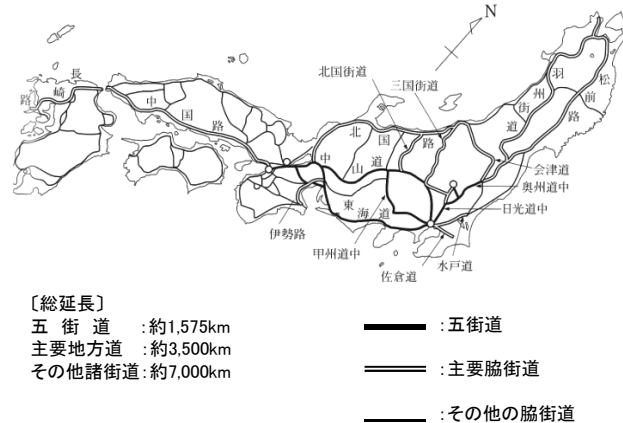 N
北国街道
三国街道
長崎路
中国路
北国路
中山道
東海道
羽州街道
松前路
会津道
奥州道中
日光道中
伊勢路
甲州道中
水戸道
佐倉道
〔総延長〕
五街道:約1,575km
主要地方道:約3,500km
その他諸街道:約7,000km
:五街道
:主要脇街道
:その他の脇街道